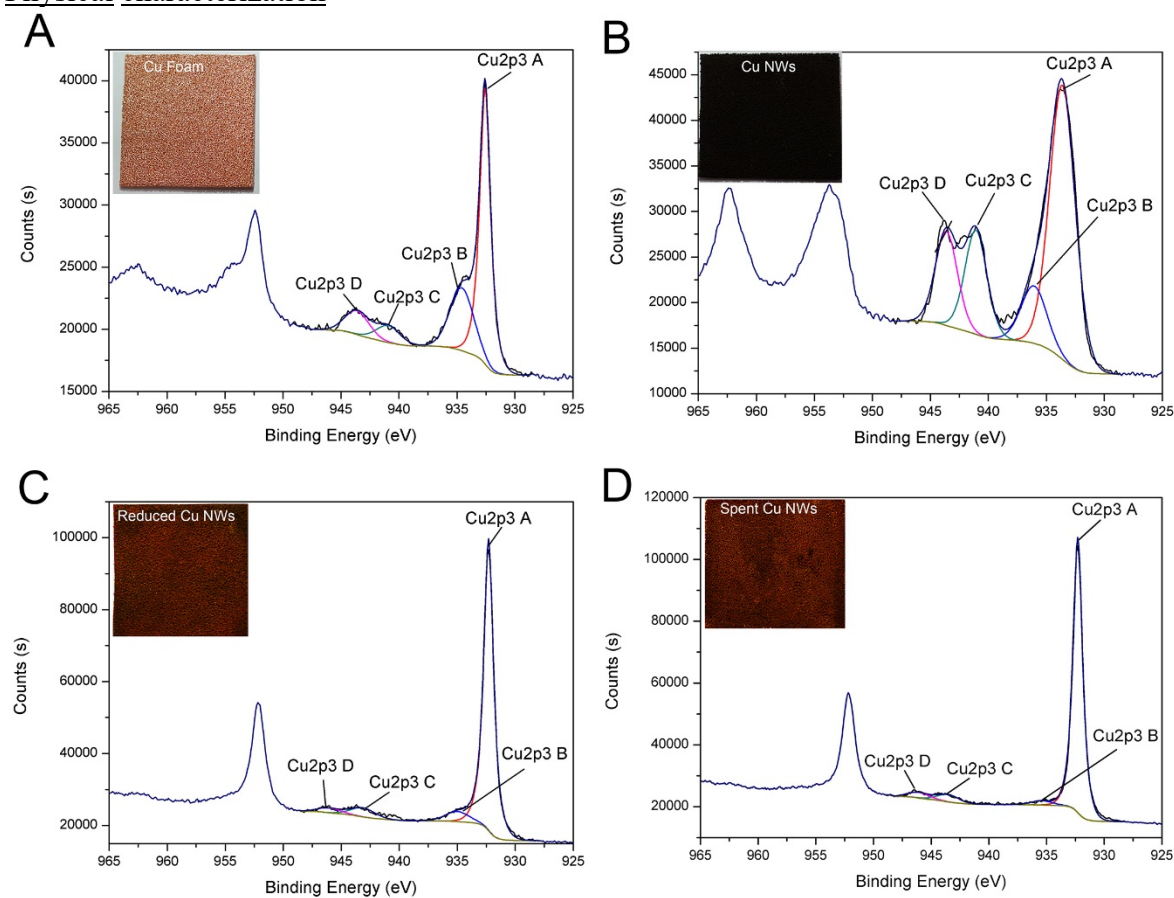 Physical characterization
A
Cu Foam
Cu2p3 A
Cu2p3 B
Cu2p3 D
Cu2p3 C
40000
35000
30000
25000
20000
15000
Counts (s)
965 960 955 950 945 940 935 930 925
Binding Energy (eV)
B
Cu NWs
Cu2p3 A
Cu2p3 D
Cu2p3 C
Cu2p3 B
45000
40000
35000
30000
25000
20000
15000
10000
Counts (s)
965 960 955 950 945 940 935 930 925
Binding Energy (eV)
C
Reduced Cu NWs
Cu2p3 A
Cu2p3 B
Cu2p3 D
Cu2p3 C
100000
80000
60000
40000
20000
Counts (s)
965 960 955 950 945 940 935 930 925
Binding Energy (eV)
D
Spent Cu NWs
Cu2p3 A
Cu2p3 B
Cu2p3 D
Cu2p3 C
120000
100000
80000
60000
40000
20000
Counts (s)
965 960 955 950 945 940 935 930 925
Binding Energy (eV)